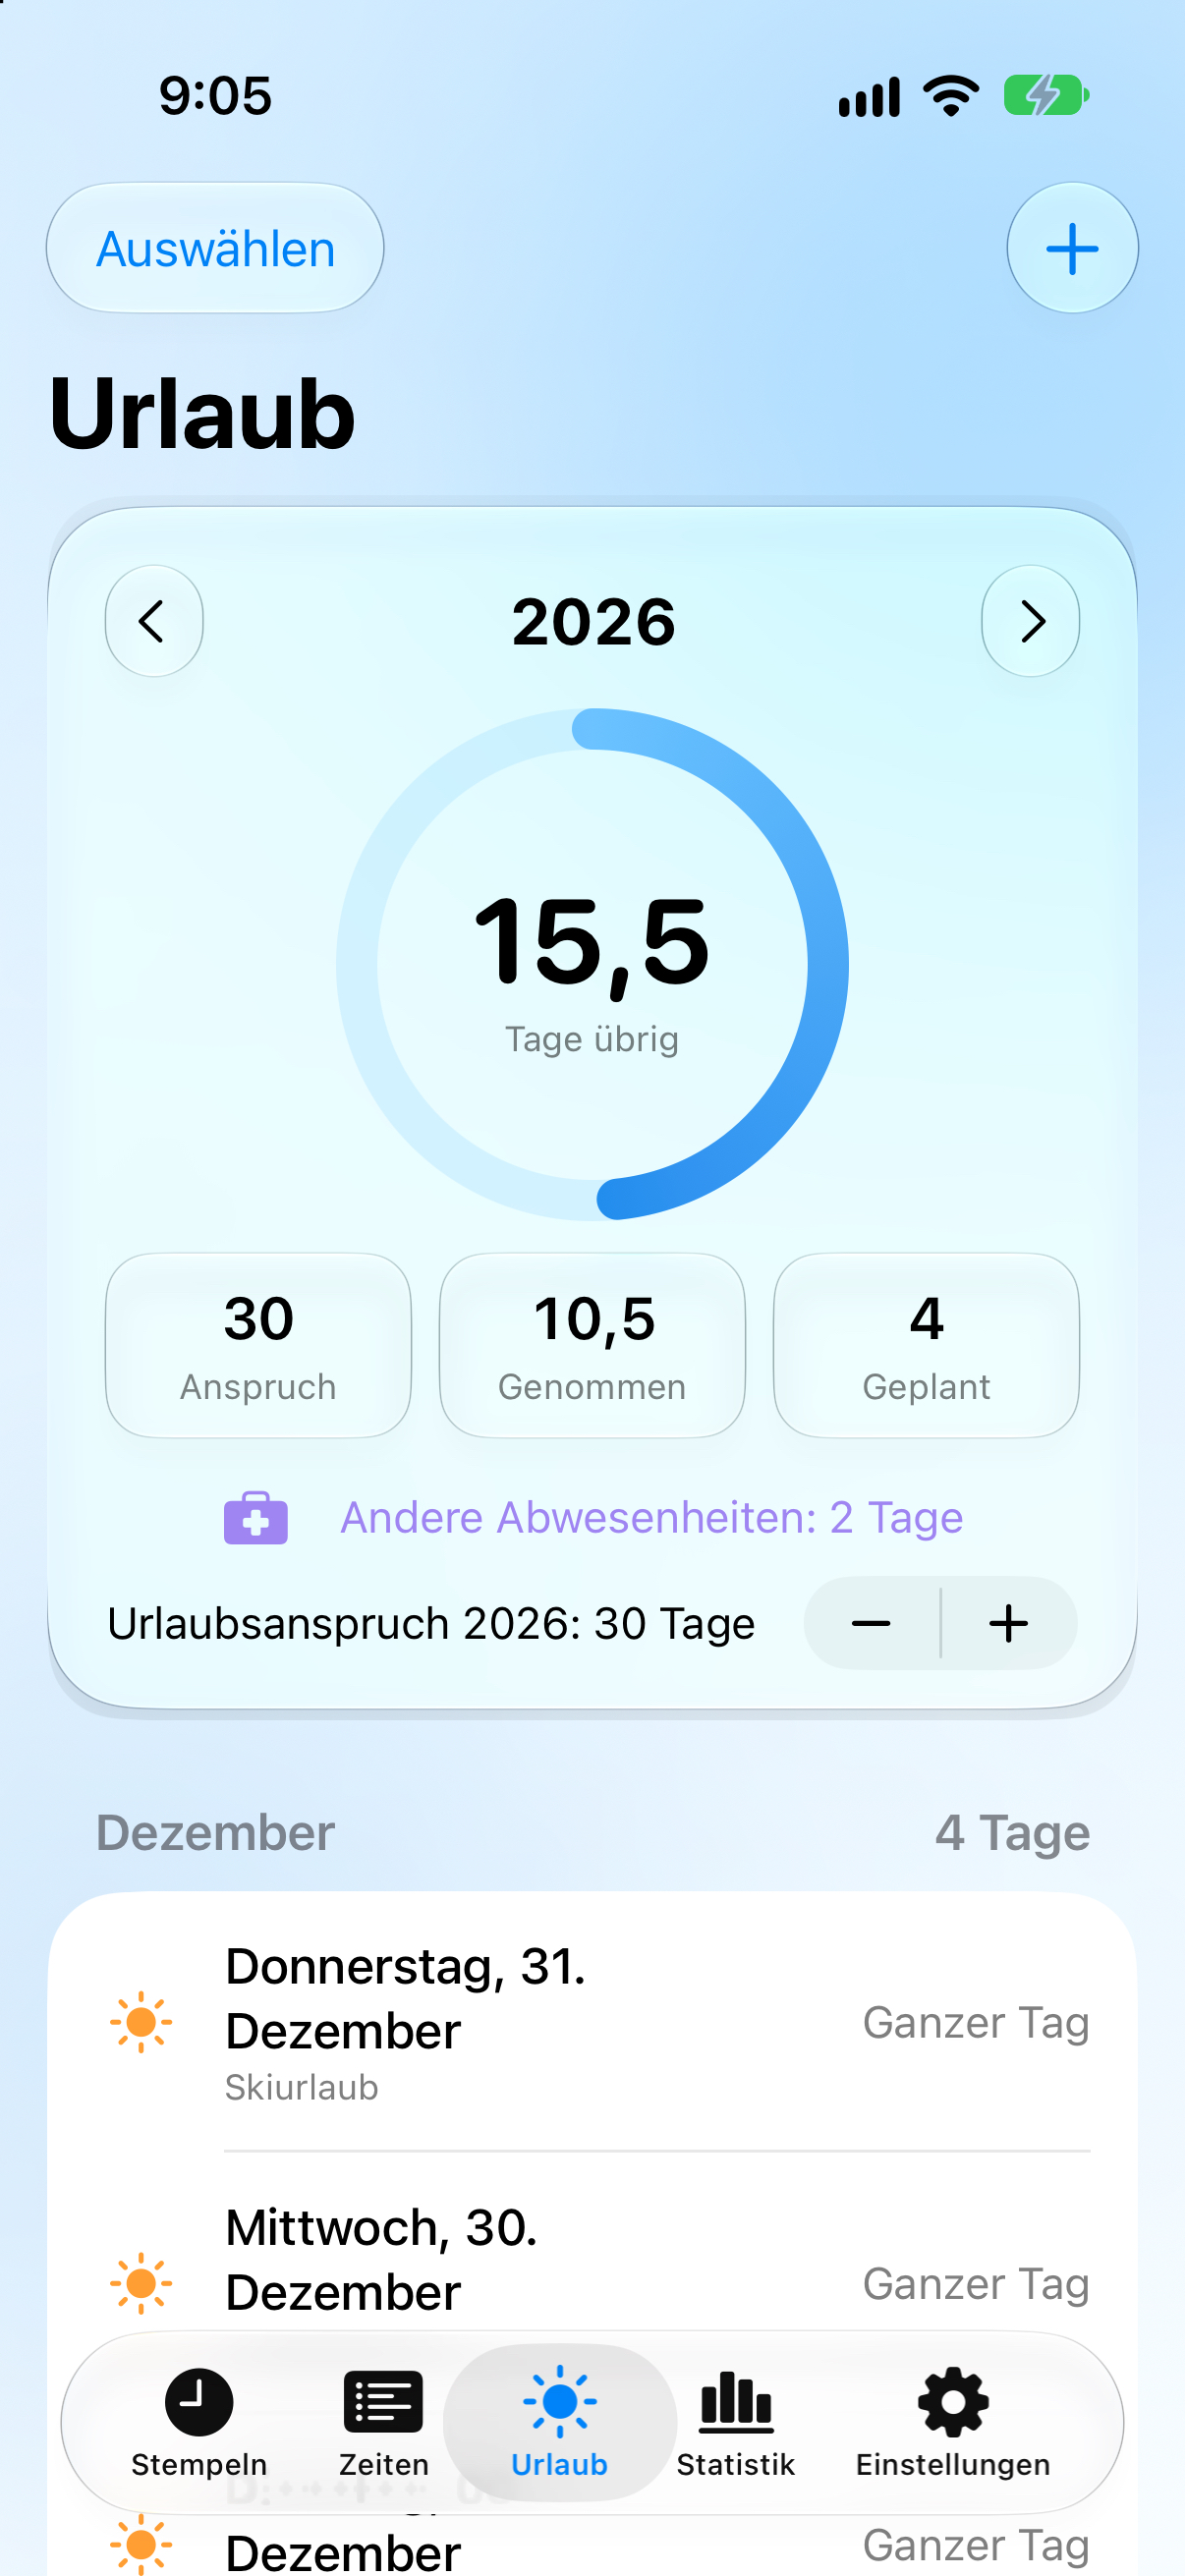 9:05
Auswählen
Urlaub
2026
15,5
Tage übrig
30
Anspruch
10,5
Genommen
4
Geplant
Andere Abwesenheiten: 2 Tage
Urlaubsanspruch 2026: 30 Tage
Dezember
4 Tage
Donnerstag, 31.
Dezember
Skiurlaub
Ganzer Tag
Mittwoch, 30.
Dezember
Ganzer Tag
Stempeln
Zeiten
Urlaub
Statistik
Einstellungen
Dezember
Ganzer Tag